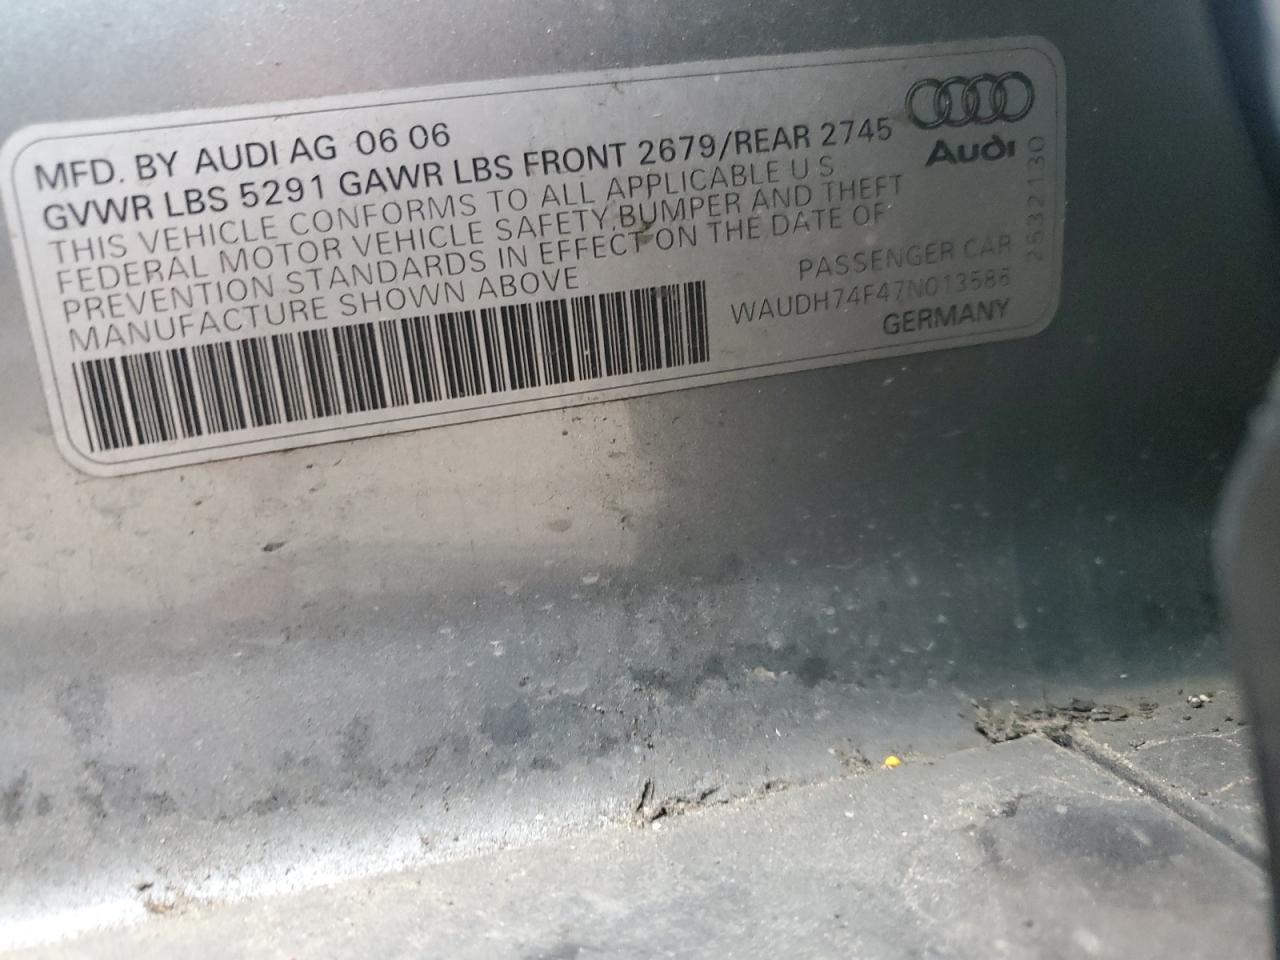 MFD. BY AUDI AG 06 06
GVWR LBS 5291 GAWR LBS FRONT 2679/REAR 2745
THIS VEHICLE CONFORMS TO ALL APPLICABLE U S
FEDERAL MOTOR VEHICLE SAFETY, BUMPER AND THEFT
PREVENTION STANDARDS IN EFFECT ON THE DATE OF
MANUFACTURE SHOWN ABOVE
Audi
PASSENGER CAR
WAUDH74F47N013586
GERMANY
26321130